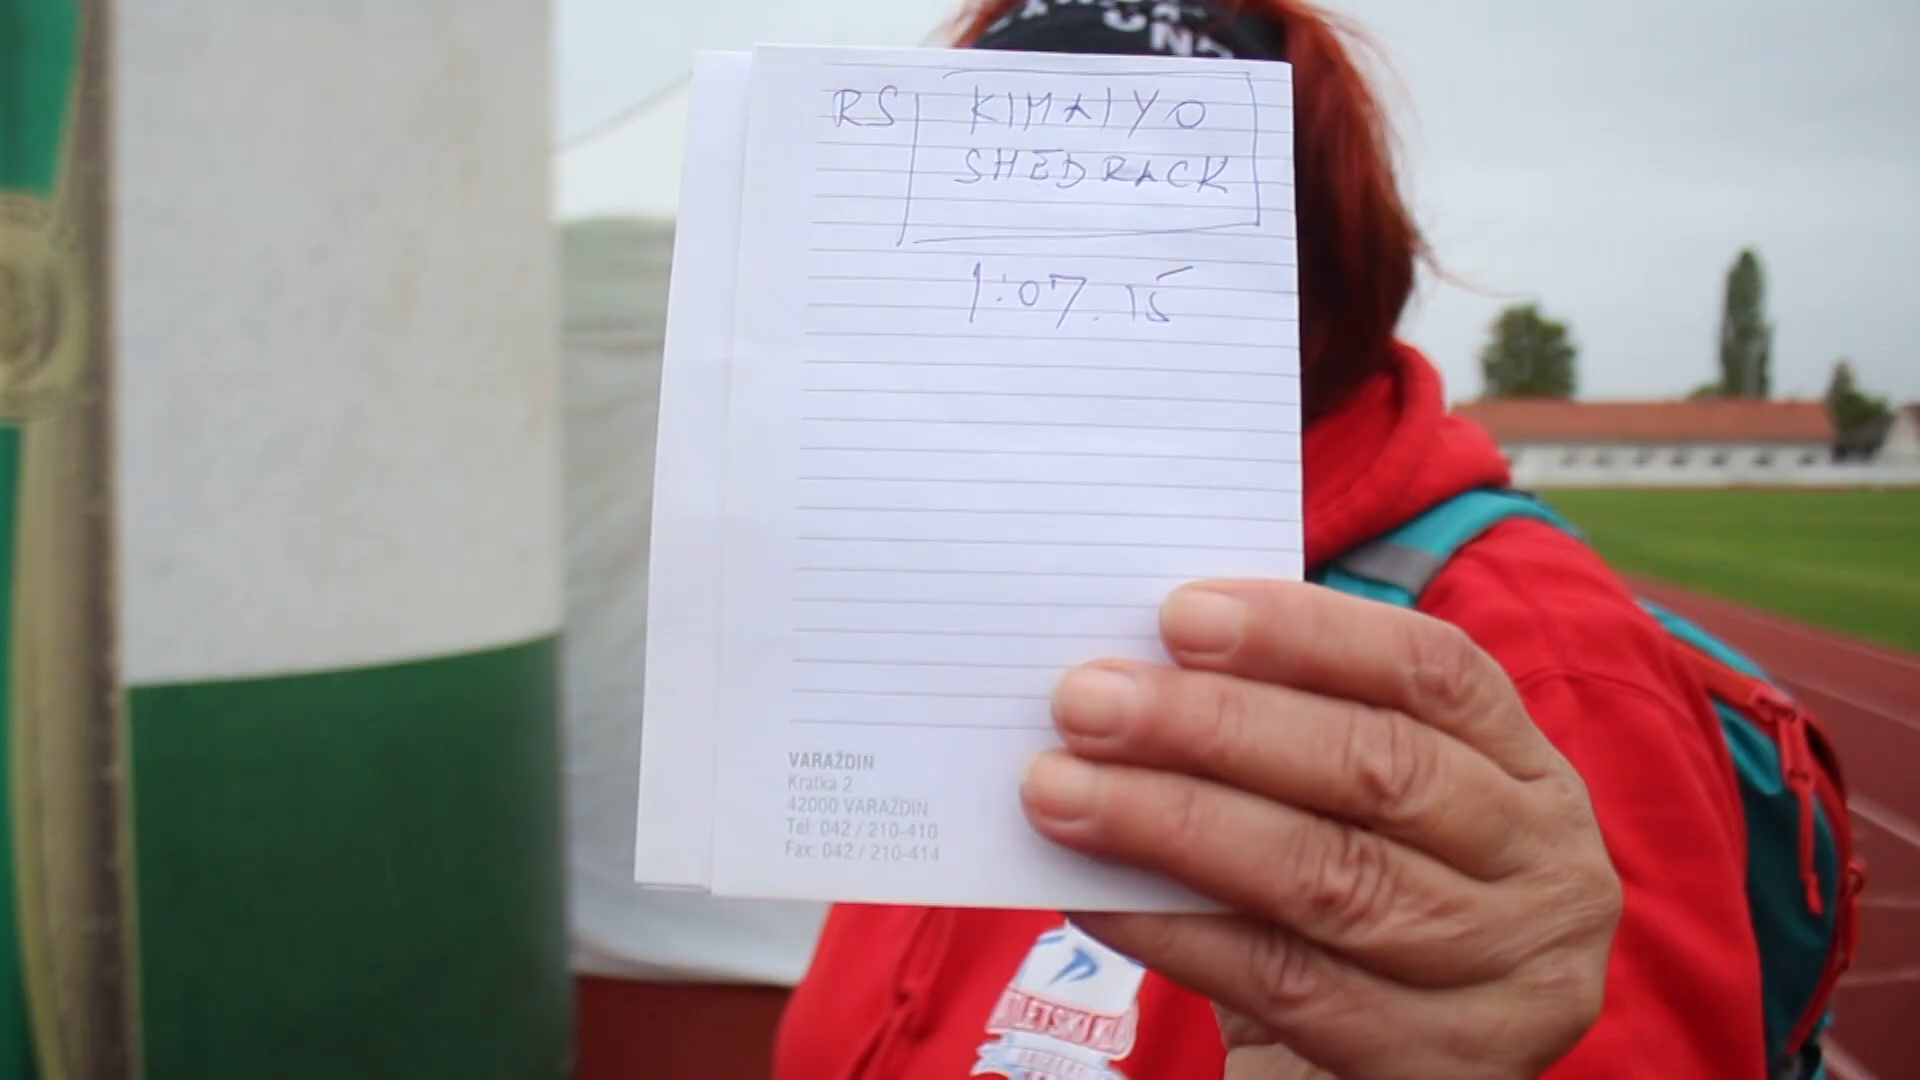 RS KIMAIYO
SHEDRACK
1:07.15
VARAŽDIN
Kratka 2
42000 VARAŽDIN
Tel: 042 / 210-410
Fax: 042 / 210-414